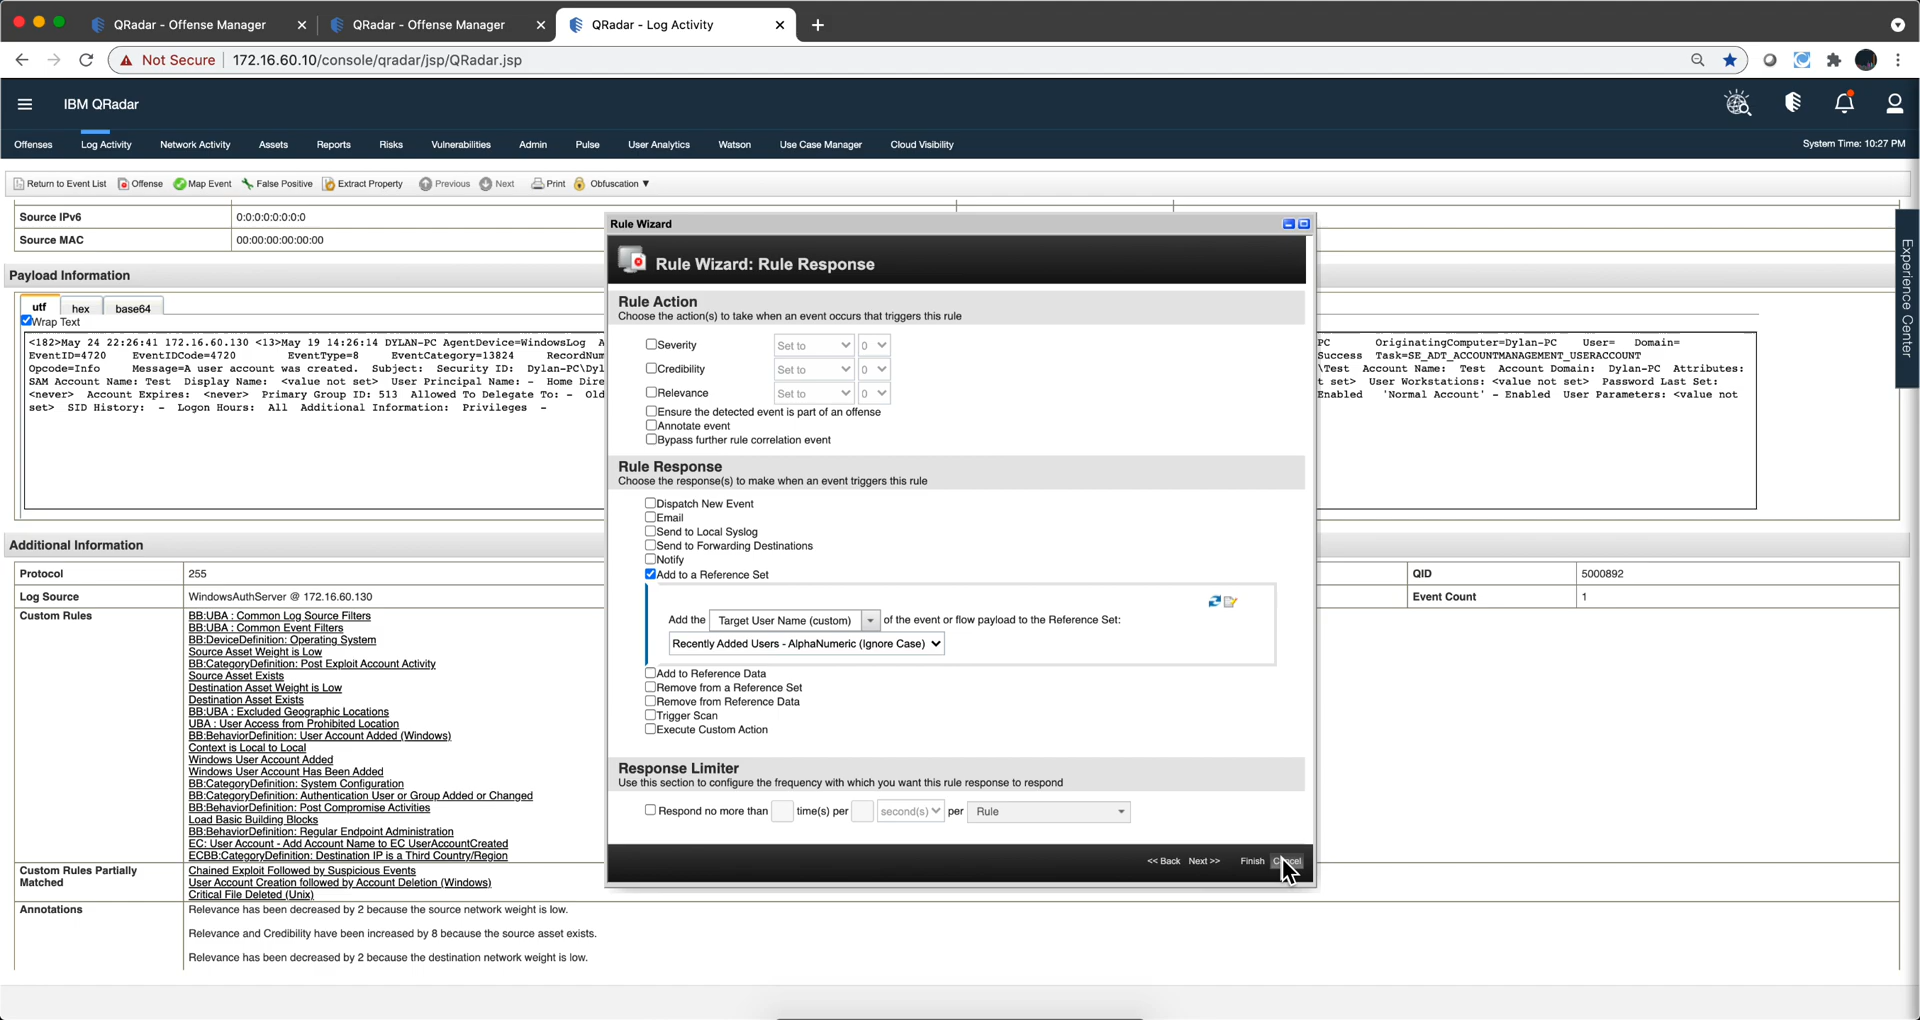 QRadar - Offense Manager
QRadar - Offense Manager
QRadar - Log Activity
Not Secure
172.16.60.10/console/qradar/jsp/QRadar.jsp
IBM QRadar
Offenses
Log Activity
Network Activity
Assets
Reports
Risks
Vulnerabilities
Admin
Pulse
User Analytics
Watson
Use Case Manager
Cloud Visibility
System Time: 10:27 PM
Return to Event List
Offense
Map Event
False Positive
Extract Property
Previous
Next
Print
Obfuscation
Experience Center
Source IPv6
0:0:0:0:0:0:0:0
Source MAC
00:00:00:00:00:00
Payload Information
utf
hex
base64
Wrap Text
<182>May 24 22:26:41 172.16.60.130 <13>May 19 14:26:14 DYLAN-PC AgentDevice=WindowsLog A
EventID=4720 EventIDCode=4720 EventType=8 EventCategory=13824 RecordNum
Opcode=Info Message=A user account was created. Subject: Security ID: Dylan-PC\Dyl
SAM Account Name: Test Display Name: <value not set> User Principal Name: - Home Dire
<never> Account Expires: <never> Primary Group ID: 513 Allowed To Delegate To: - Old
set> SID History: - Logon Hours: All Additional Information: Privileges -
PC OriginatingComputer=Dylan-PC User= Domain=
Success Task=SE_ADT_ACCOUNTMANAGEMENT_USERACCOUNT
\Test Account Name: Test Account Domain: Dylan-PC Attributes:
t set> User Workstations: <value not set> Password Last Set:
Enabled 'Normal Account' - Enabled User Parameters: <value not
Additional Information
Protocol
255
QID
5000892
Log Source
WindowsAuthServer @ 172.16.60.130
Event Count
1
Custom Rules
BB:UBA : Common Log Source Filters
BB:UBA : Common Event Filters
BB:DeviceDefinition: Operating System
Source Asset Weight is Low
BB:CategoryDefinition: Post Exploit Account Activity
Source Asset Exists
Destination Asset Weight is Low
Destination Asset Exists
BB:UBA : Excluded Geographic Locations
UBA : User Access from Prohibited Location
BB:BehaviorDefinition: User Account Added (Windows)
Context is Local to Local
Windows User Account Added
Windows User Account Has Been Added
BB:CategoryDefinition: System Configuration
BB:CategoryDefinition: Authentication User or Group Added or Changed
BB:BehaviorDefinition: Post Compromise Activities
Load Basic Building Blocks
BB:BehaviorDefinition: Regular Endpoint Administration
EC: User Account - Add Account Name to EC UserAccountCreated
ECBB:CategoryDefinition: Destination IP is a Third Country/Region
Custom Rules Partially
Matched
Chained Exploit Followed by Suspicious Events
User Account Creation followed by Account Deletion (Windows)
Critical File Deleted (Unix)
Annotations
Relevance has been decreased by 2 because the source network weight is low.
Relevance and Credibility have been increased by 8 because the source asset exists.
Relevance has been decreased by 2 because the destination network weight is low.
Rule Wizard
Rule Wizard: Rule Response
Rule Action
Choose the action(s) to take when an event occurs that triggers this rule
Severity Set to 0
Credibility Set to 0
Relevance Set to 0
Ensure the detected event is part of an offense
Annotate event
Bypass further rule correlation event
Rule Response
Choose the response(s) to make when an event triggers this rule
Dispatch New Event
Email
Send to Local Syslog
Send to Forwarding Destinations
Notify
Add to a Reference Set
Add the Target User Name (custom) of the event or flow payload to the Reference Set:
Recently Added Users - AlphaNumeric (Ignore Case)
Add to Reference Data
Remove from a Reference Set
Remove from Reference Data
Trigger Scan
Execute Custom Action
Response Limiter
Use this section to configure the frequency with which you want this rule response to respond
Respond no more than time(s) per second(s) per Rule
<< Back Next >> Finish Cancel